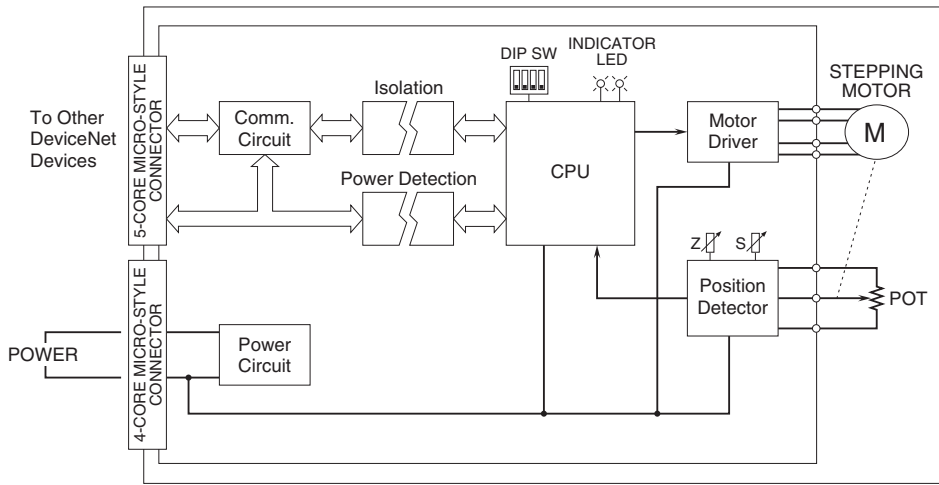 DIP SW
INDICATOR
LED
STEPPING
MOTOR
To Other
DeviceNet
Devices
5-CORE MICRO-STYLE
CONNECTOR
Comm.
Circuit
Isolation
Power Detection
CPU
Motor
Driver
M
Z
S
Position
Detector
POT
POWER
4-CORE MICRO-STYLE
CONNECTOR
Power
Circuit